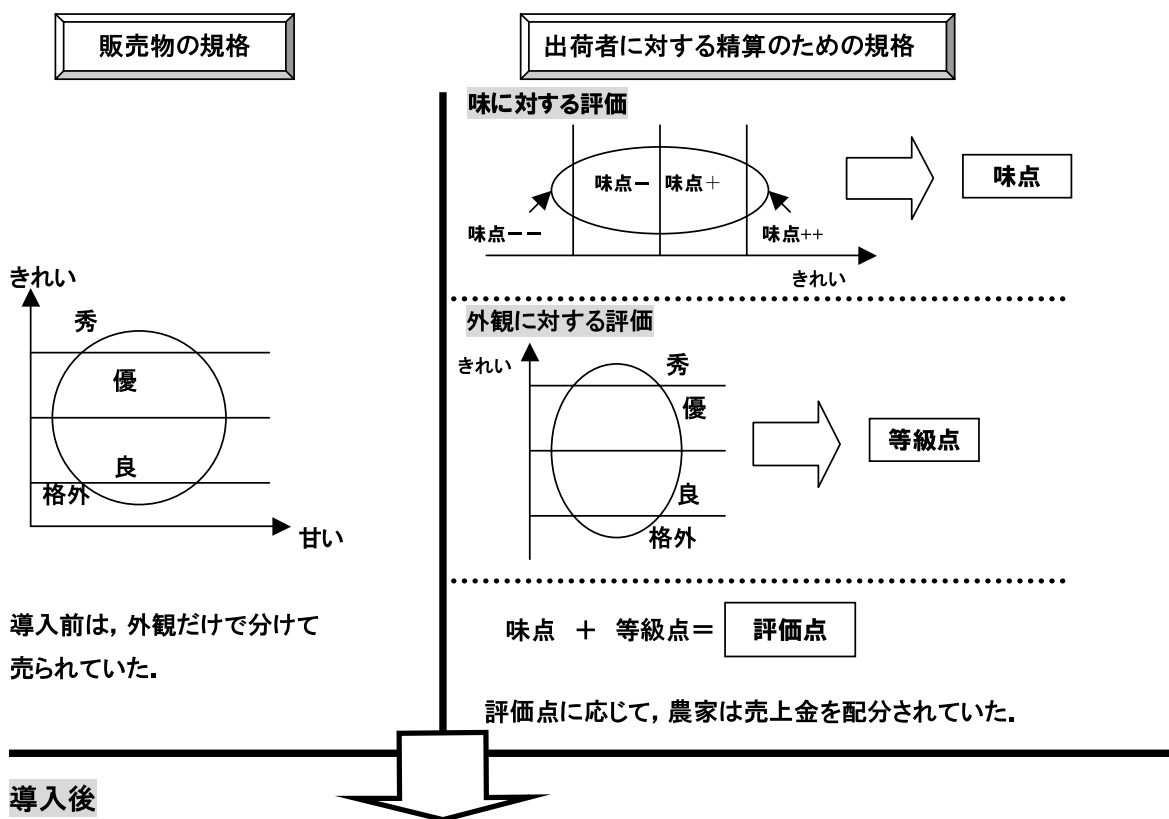 販売物の規格
出荷者に対する精算のための規格
味に対する評価
味点－ 味点＋
味点
味点－－
味点++
きれい
きれい
秀
優
良
格外
甘い
外観に対する評価
きれい
秀
優
良
格外
等級点
導入前は，外観だけで分けて
売られていた．
味点 ＋ 等級点＝ 評価点
評価点に応じて，農家は売上金を配分されていた．
導入後